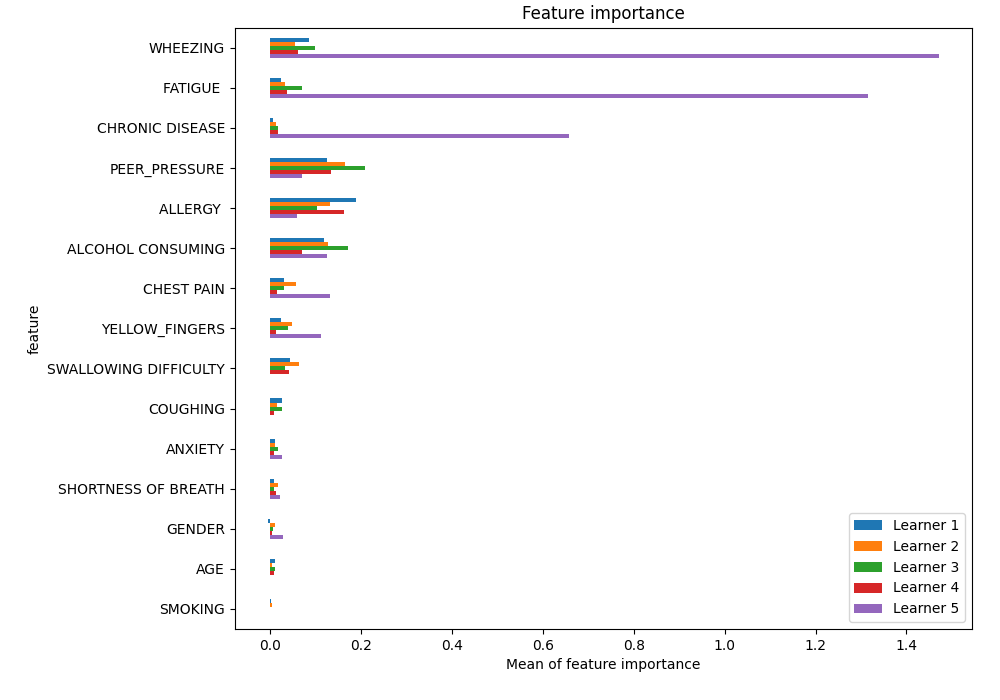 Feature importance
WHEEZING
FATIGUE
CHRONIC DISEASE
PEER_PRESSURE
ALLERGY
ALCOHOL CONSUMING
CHEST PAIN
YELLOW_FINGERS
SWALLOWING DIFFICULTY
COUGHING
ANXIETY
SHORTNESS OF BREATH
GENDER
AGE
SMOKING
feature
Learner 1
Learner 2
Learner 3
Learner 4
Learner 5
0.0 0.2 0.4 0.6 0.8 1.0 1.2 1.4
Mean of feature importance